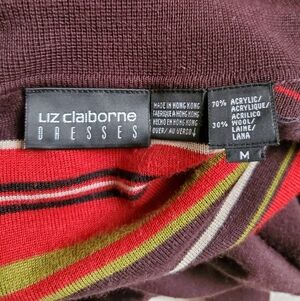 Liz claiborne
DRESSES
MADE IN HONG KONG
FABRIQUE A HONG KONG
HECHO EN HONG KONG
OVER/ AU VERSO ↓
70% ACRYLIC/
ACRYLIQUE/
ACRILICO
30% WOOL/
LAINE/
LANA
M